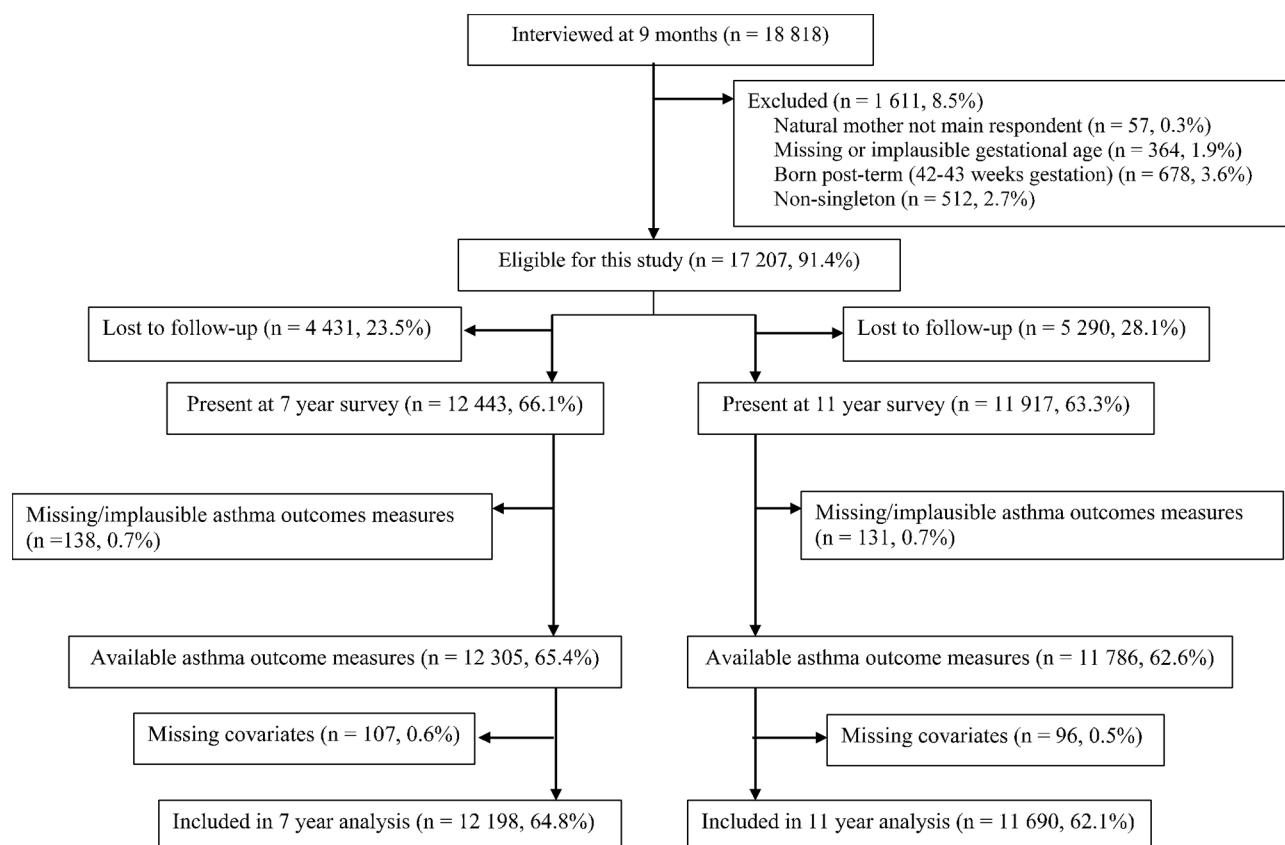 Interviewed at 9 months (n = 18 818)
Excluded (n = 1 611, 8.5%)
Natural mother not main respondent (n = 57, 0.3%)
Missing or implausible gestational age (n = 364, 1.9%)
Born post-term (42-43 weeks gestation) (n = 678, 3.6%)
Non-singleton (n = 512, 2.7%)
Eligible for this study (n = 17 207, 91.4%)
Lost to follow-up (n = 4 431, 23.5%)
Lost to follow-up (n = 5 290, 28.1%)
Present at 7 year survey (n = 12 443, 66.1%)
Present at 11 year survey (n = 11 917, 63.3%)
Missing/implausible asthma outcomes measures
(n =138, 0.7%)
Missing/implausible asthma outcomes measures
(n = 131, 0.7%)
Available asthma outcome measures (n = 12 305, 65.4%)
Available asthma outcome measures (n = 11 786, 62.6%)
Missing covariates (n = 107, 0.6%)
Missing covariates (n = 96, 0.5%)
Included in 7 year analysis (n = 12 198, 64.8%)
Included in 11 year analysis (n = 11 690, 62.1%)